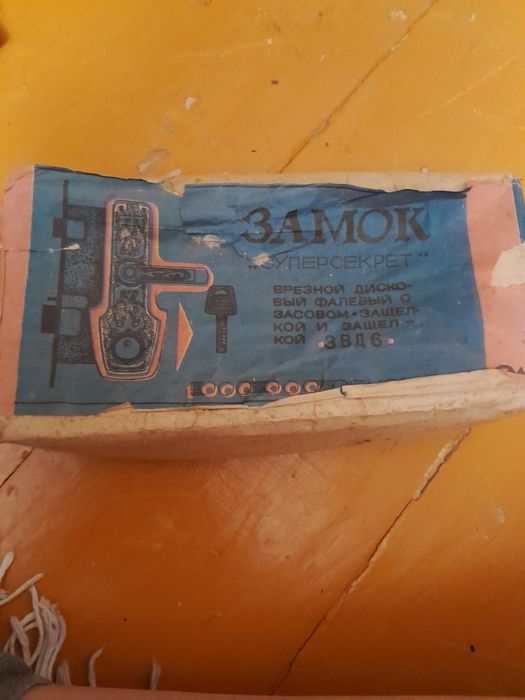 ЗАМОК
„СУПЕРСЕКРЕТ"
ВРЕЗНОЙ ДИСКО-
ВЫЙ ФАЛЕВЫЙ С
ЗАСОВОМ-ЗАЩЕЛ-
КОЙ И ЗАЩЕЛ-
КОЙ •ЗВД6•